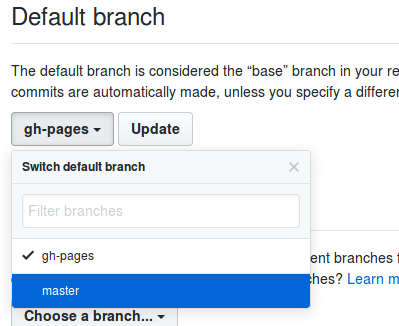 Default branch
The default branch is considered the “base” branch in your re
commits are automatically made, unless you specify a differe
gh-pages
Update
Switch default branch
Filter branches
gh-pages
ent branches f
master
ches? Learn m
Choose a branch...